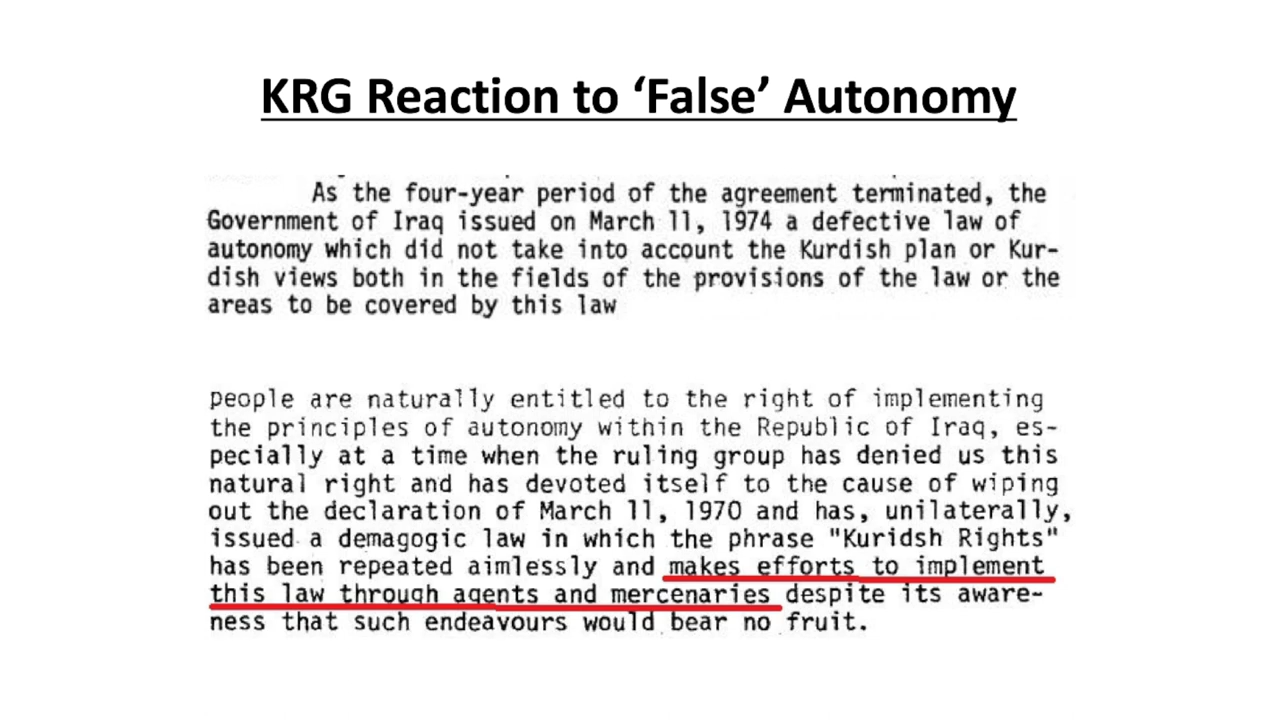 KRG Reaction to ‘False’ Autonomy
As the four-year period of the agreement terminated, the
Government of Iraq issued on March 11, 1974 a defective law of
autonomy which did not take into account the Kurdish plan or Kur-
dish views both in the fields of the provisions of the law or the
areas to be covered by this law
people are naturally entitled to the right of implementing
the principles of autonomy within the Republic of Iraq, es-
pecially at a time when the ruling group has denied us this
natural right and has devoted itself to the cause of wiping
out the declaration of March 11, 1970 and has, unilaterally,
issued a demagogic law in which the phrase "Kuridsh Rights"
has been repeated aimlessly and makes efforts to implement
this law through agents and mercenaries despite its aware-
ness that such endeavours would bear no fruit.